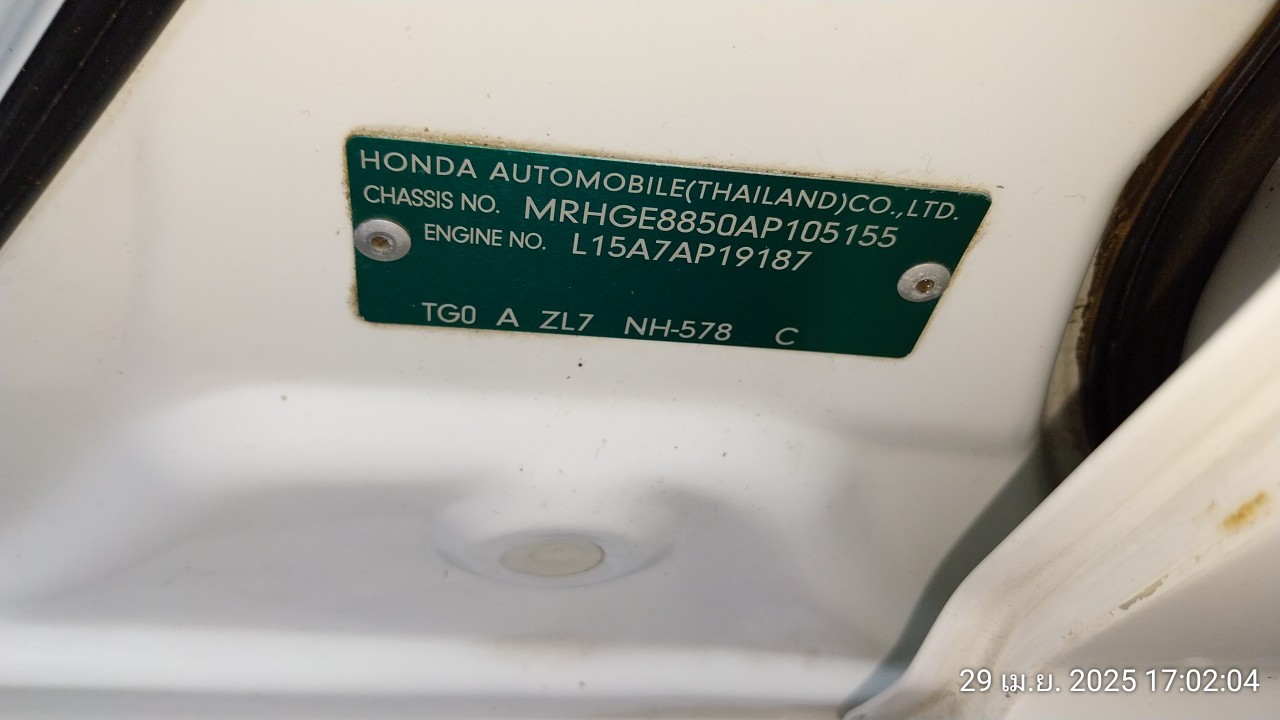 HONDA AUTOMOBILE(THAILAND)CO.,LTD.
CHASSIS NO. MRHGE8850AP105155
ENGINE NO. L15A7AP19187
TG0 A ZL7 NH-578 C
29 เม.ย. 2025 17:02:04